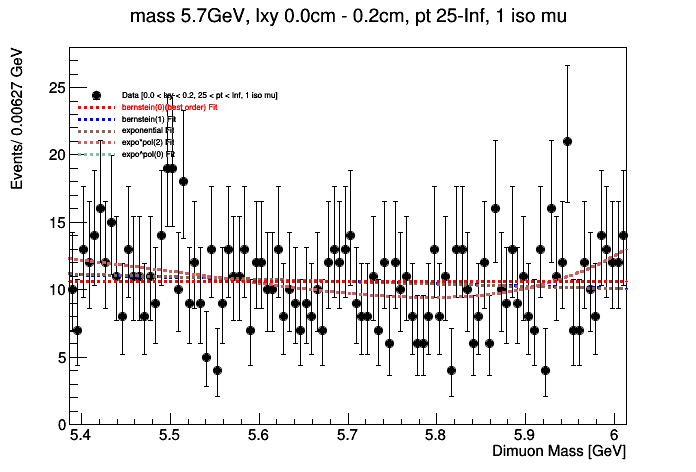 mass 5.7GeV, lxy 0.0cm - 0.2cm, pt 25-Inf, 1 iso mu
Events/ 0.00627 GeV
25
20
15
10
5
0
Data [0.0 < lxy < 0.2, 25 < pt < Inf, 1 iso mu]
bernstein(0)(best order) Fit
bernstein(1) Fit
exponential Fit
expo*pol(2) Fit
expo*pol(0) Fit
5.4 5.5 5.6 5.7 5.8 5.9 6
Dimuon Mass [GeV]